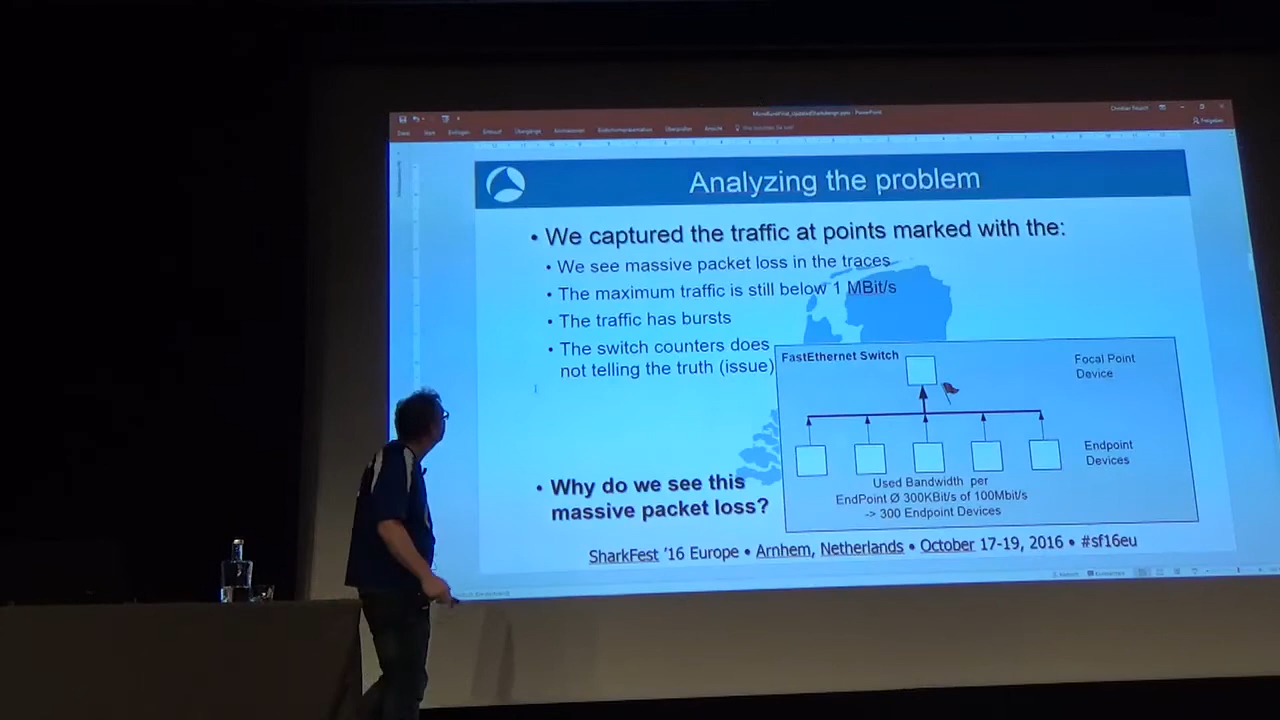 MicroBurstFinal_UpdatedSharkdesign.pptx - PowerPoint
Datei Start Einfügen Entwurf Übergänge Animationen Bildschirmpräsentation Überprüfen Ansicht
Freigeben
Analyzing the problem
• We captured the traffic at points marked with the:
• We see massive packet loss in the traces
• The maximum traffic is still below 1 MBit/s
• The traffic has bursts
• The switch counters does
not telling the truth (issue)
FastEthernet Switch
Focal Point
Device
Endpoint
Devices
Used Bandwidth per
EndPoint Ø 300KBit/s of 100Mbit/s
-> 300 Endpoint Devices
• Why do we see this
massive packet loss?
SharkFest '16 Europe • Arnhem, Netherlands • October 17-19, 2016 • #sf16eu